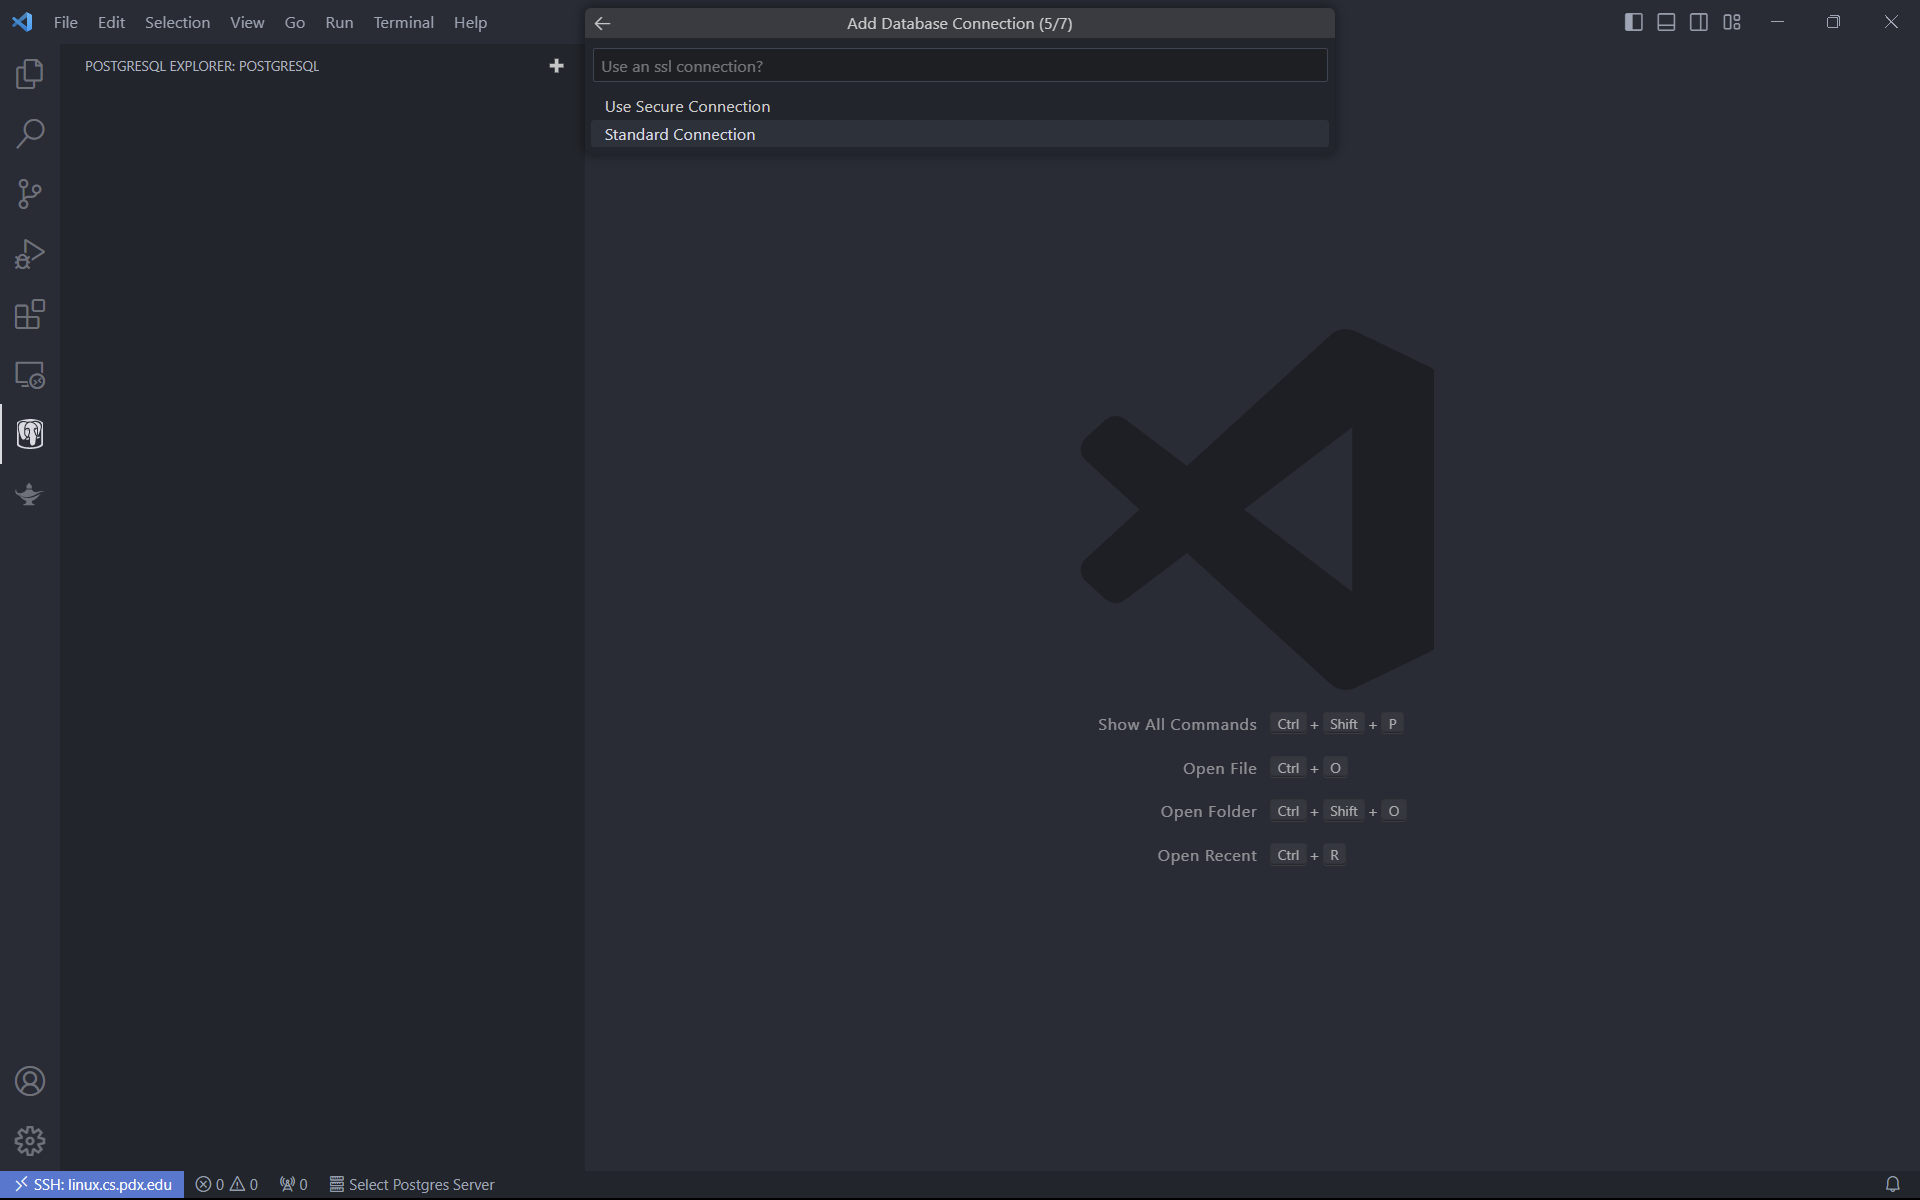 File Edit Selection View Go Run Terminal Help
Add Database Connection (5/7)
POSTGRESQL EXPLORER: POSTGRESQL
Use an ssl connection?
Use Secure Connection
Standard Connection
Show All Commands Ctrl + Shift + P
Open File Ctrl + O
Open Folder Ctrl + Shift + O
Open Recent Ctrl + R
SSH: linux.cs.pdx.edu 0 0 0 Select Postgres Server